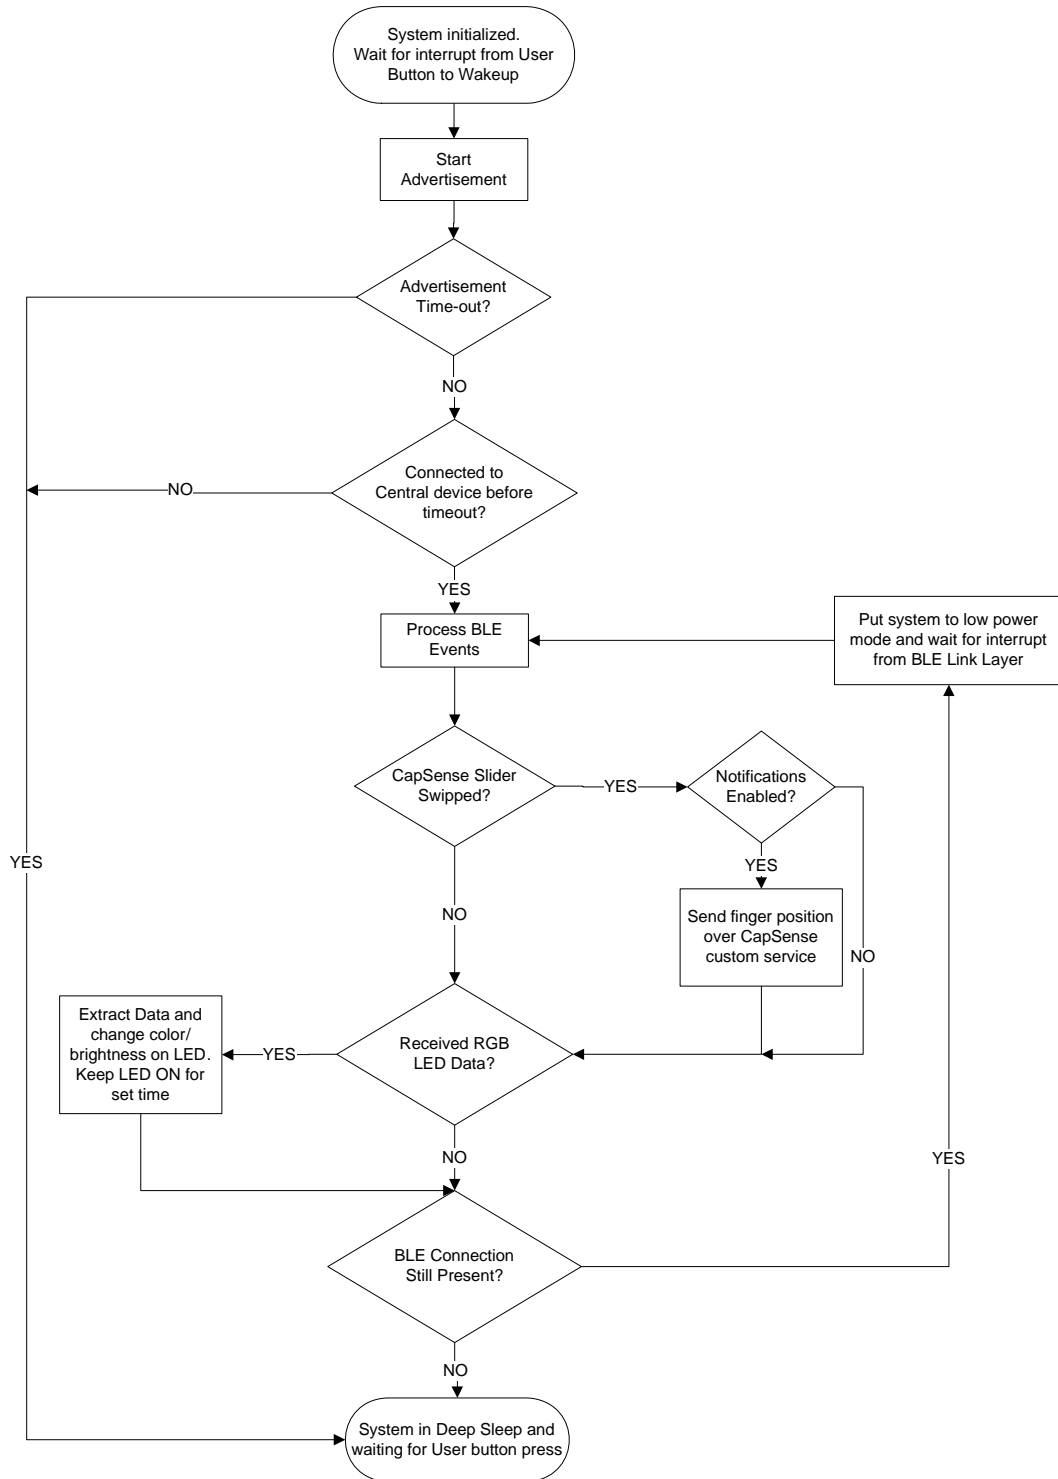 System initialized.
Wait for interrupt from User
Button to Wakeup
Start
Advertisement
Advertisement
Time-out?
NO
Connected to
Central device before
timeout?
NO
YES
Process BLE
Events
Put system to low power
mode and wait for interrupt
from BLE Link Layer
CapSense Slider
Swipped?
YES
Notifications
Enabled?
YES
YES
NO
Send finger position
over CapSense
custom service
NO
Extract Data and
change color/
brightness on LED.
Keep LED ON for
set time
YES
Received RGB
LED Data?
NO
YES
BLE Connection
Still Present?
NO
System in Deep Sleep and
waiting for User button press